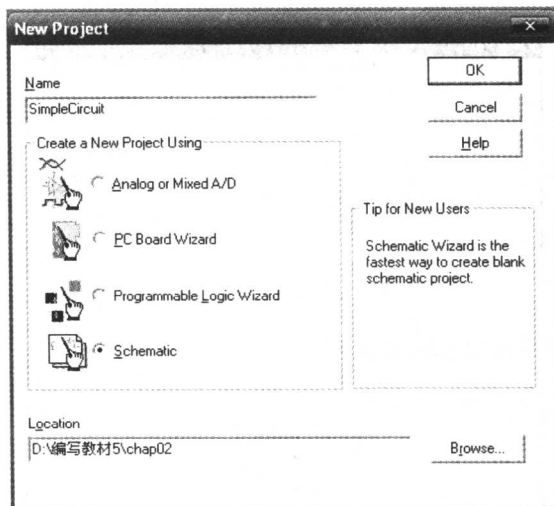 New Project
Name
SimpleCircuit
OK
Cancel
Help
Create a New Project Using
Analog or Mixed A/D
PC Board Wizard
Programmable Logic Wizard
Schematic
Tip for New Users
Schematic Wizard is the
fastest way to create blank
schematic project.
Location
D:\编写教材5\chap02
Browse...